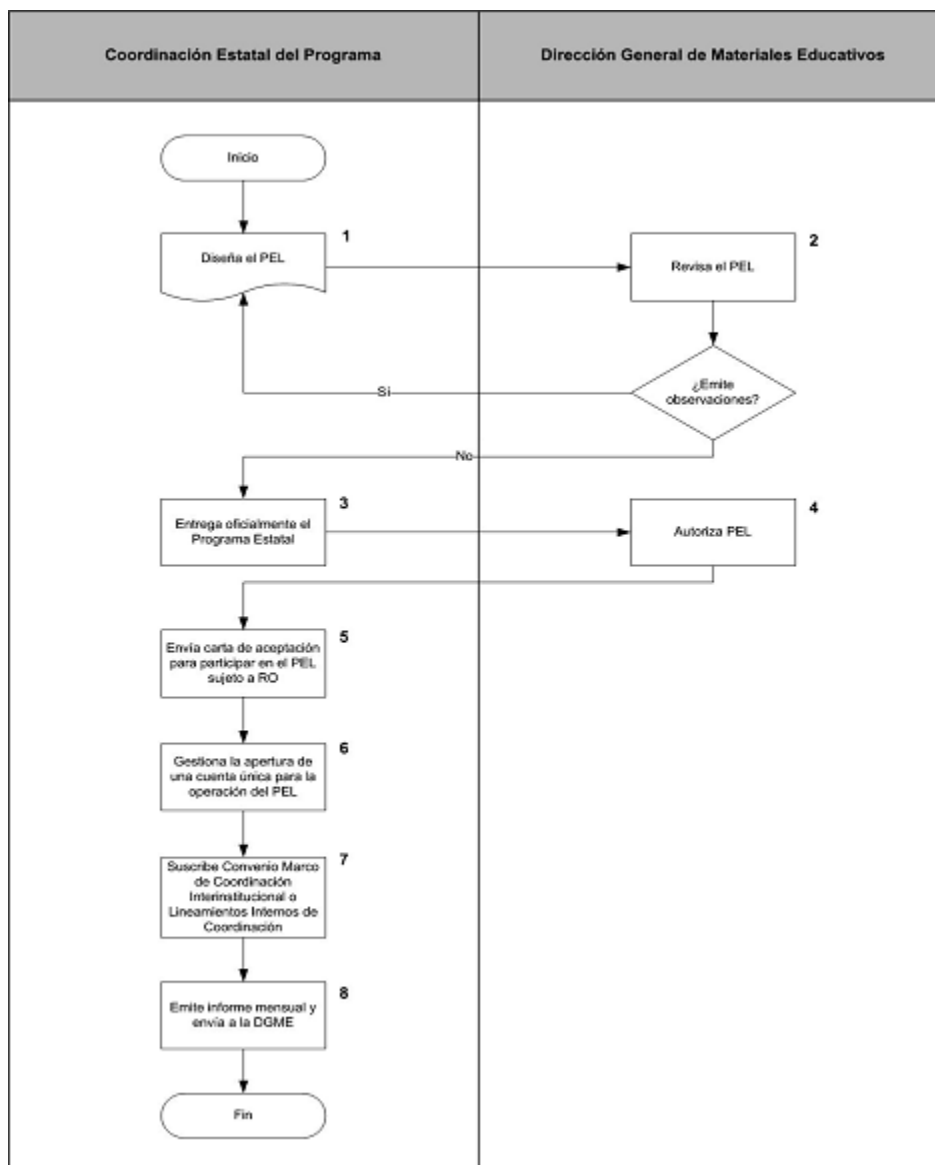 Coordinación Estatal del Programa
Dirección General de Materiales Educativos
Inicio
1
Diseña el PEL
2
Revisa el PEL
¿Emite
observaciones?
Sí
No
3
Entrega oficialmente el
Programa Estatal
4
Autoriza PEL
5
Envía carta de aceptación
para participar en el PEL
sujeto a RO
6
Gestiona la apertura de
una cuenta única para la
operación del PEL
7
Suscribe Convenio Marco
de Coordinación
Interinstitucional o
Lineamientos Internos de
Coordinación
8
Emite informe mensual y
envía a la DGME
Fin